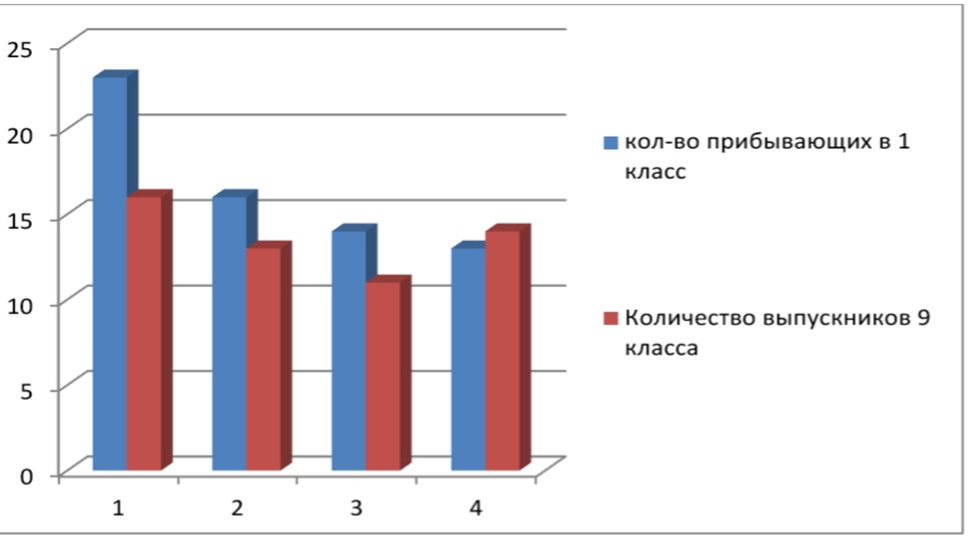 25
20
15
10
5
0
1 2 3 4
кол-во прибывающих в 1
класс
Количество выпускников 9
класса